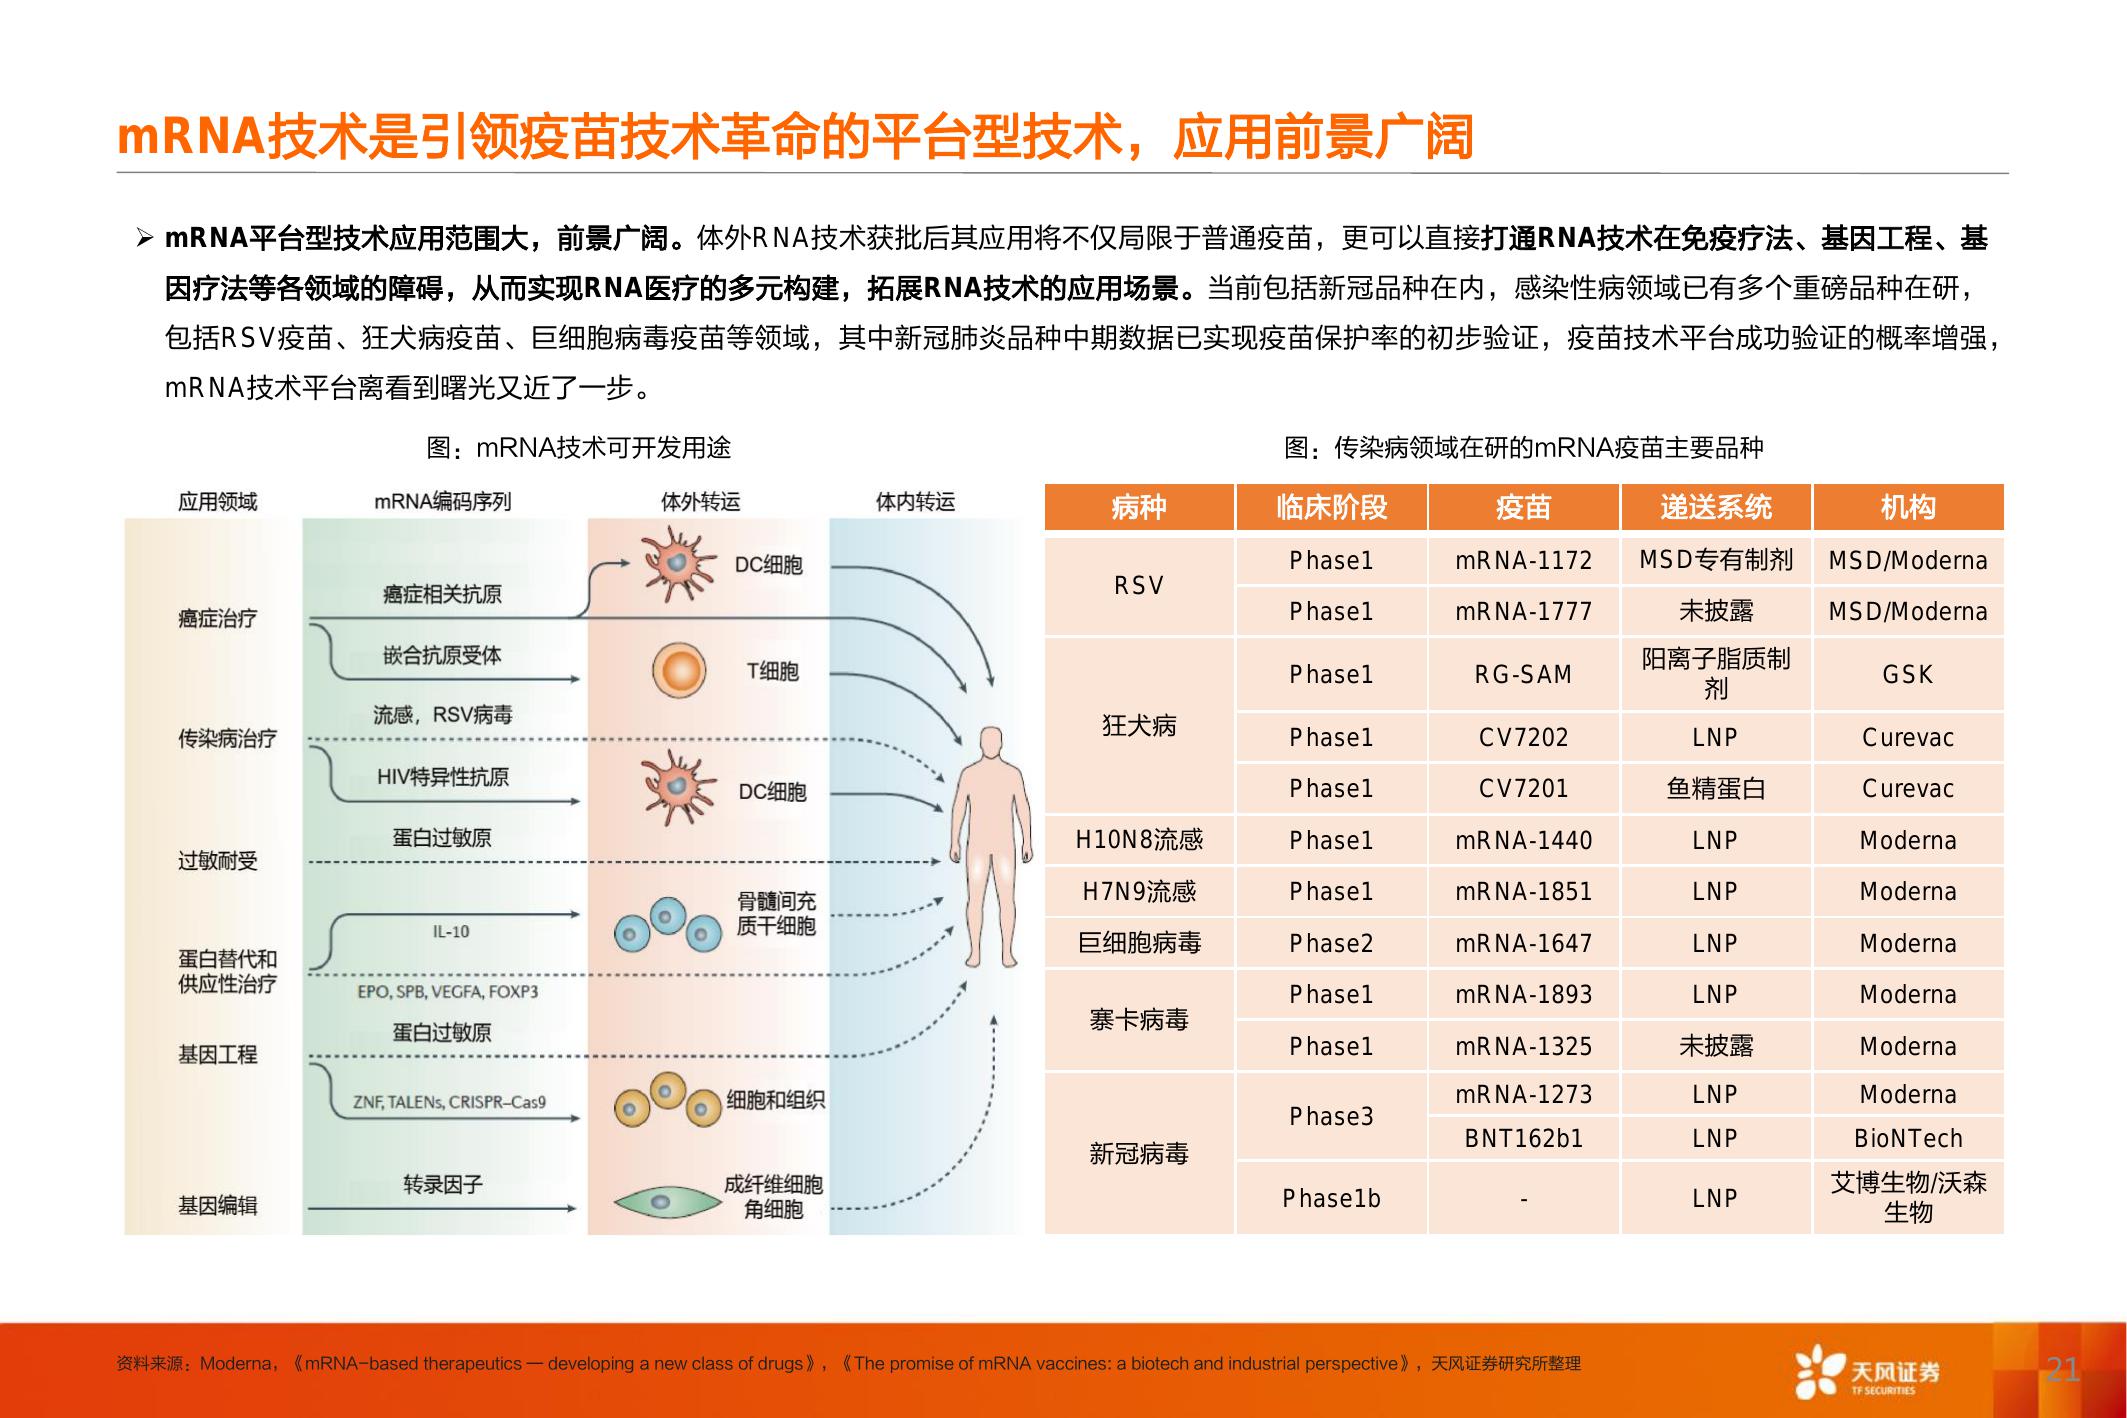 mRNA技术是引领疫苗技术革命的平台型技术，应用前景广阔
➢ mRNA平台型技术应用范围大，前景广阔。体外RNA技术获批后其应用将不仅局限于普通疫苗，更可以直接打通RNA技术在免疫疗法、基因工程、基
因疗法等各领域的障碍，从而实现RNA医疗的多元构建，拓展RNA技术的应用场景。当前包括新冠品种在内，感染性病领域已有多个重磅品种在研，
包括RSV疫苗、狂犬病疫苗、巨细胞病毒疫苗等领域，其中新冠肺炎品种中期数据已实现疫苗保护率的初步验证，疫苗技术平台成功验证的概率增强，
mRNA技术平台离看到曙光又近了一步。
图：mRNA技术可开发用途
应用领域 mRNA编码序列 体外转运 体内转运
DC细胞
癌症相关抗原
癌症治疗
嵌合抗原受体
T细胞
流感，RSV病毒
传染病治疗
HIV特异性抗原
DC细胞
蛋白过敏原
过敏耐受
骨髓间充
质干细胞
IL-10
蛋白替代和
供应性治疗
EPO, SPB, VEGFA, FOXP3
蛋白过敏原
基因工程
ZNF, TALENs, CRISPR–Cas9
细胞和组织
转录因子
成纤维细胞
角细胞
基因编辑
图：传染病领域在研的mRNA疫苗主要品种
病种 临床阶段 疫苗 递送系统 机构
RSV Phase1 mRNA-1172 MSD专有制剂 MSD/Moderna
Phase1 mRNA-1777 未披露 MSD/Moderna
狂犬病 Phase1 RG-SAM 阳离子脂质制
剂 GSK
Phase1 CV7202 LNP Curevac
Phase1 CV7201 鱼精蛋白 Curevac
H10N8流感 Phase1 mRNA-1440 LNP Moderna
H7N9流感 Phase1 mRNA-1851 LNP Moderna
巨细胞病毒 Phase2 mRNA-1647 LNP Moderna
寨卡病毒 Phase1 mRNA-1893 LNP Moderna
Phase1 mRNA-1325 未披露 Moderna
新冠病毒 Phase3 mRNA-1273 LNP Moderna
BNT162b1 LNP BioNTech
Phase1b - LNP 艾博生物/沃森
生物
资料来源：Moderna，《mRNA-based therapeutics — developing a new class of drugs》，《The promise of mRNA vaccines: a biotech and industrial perspective》，天风证券研究所整理
天风证券
TF SECURITIES
21